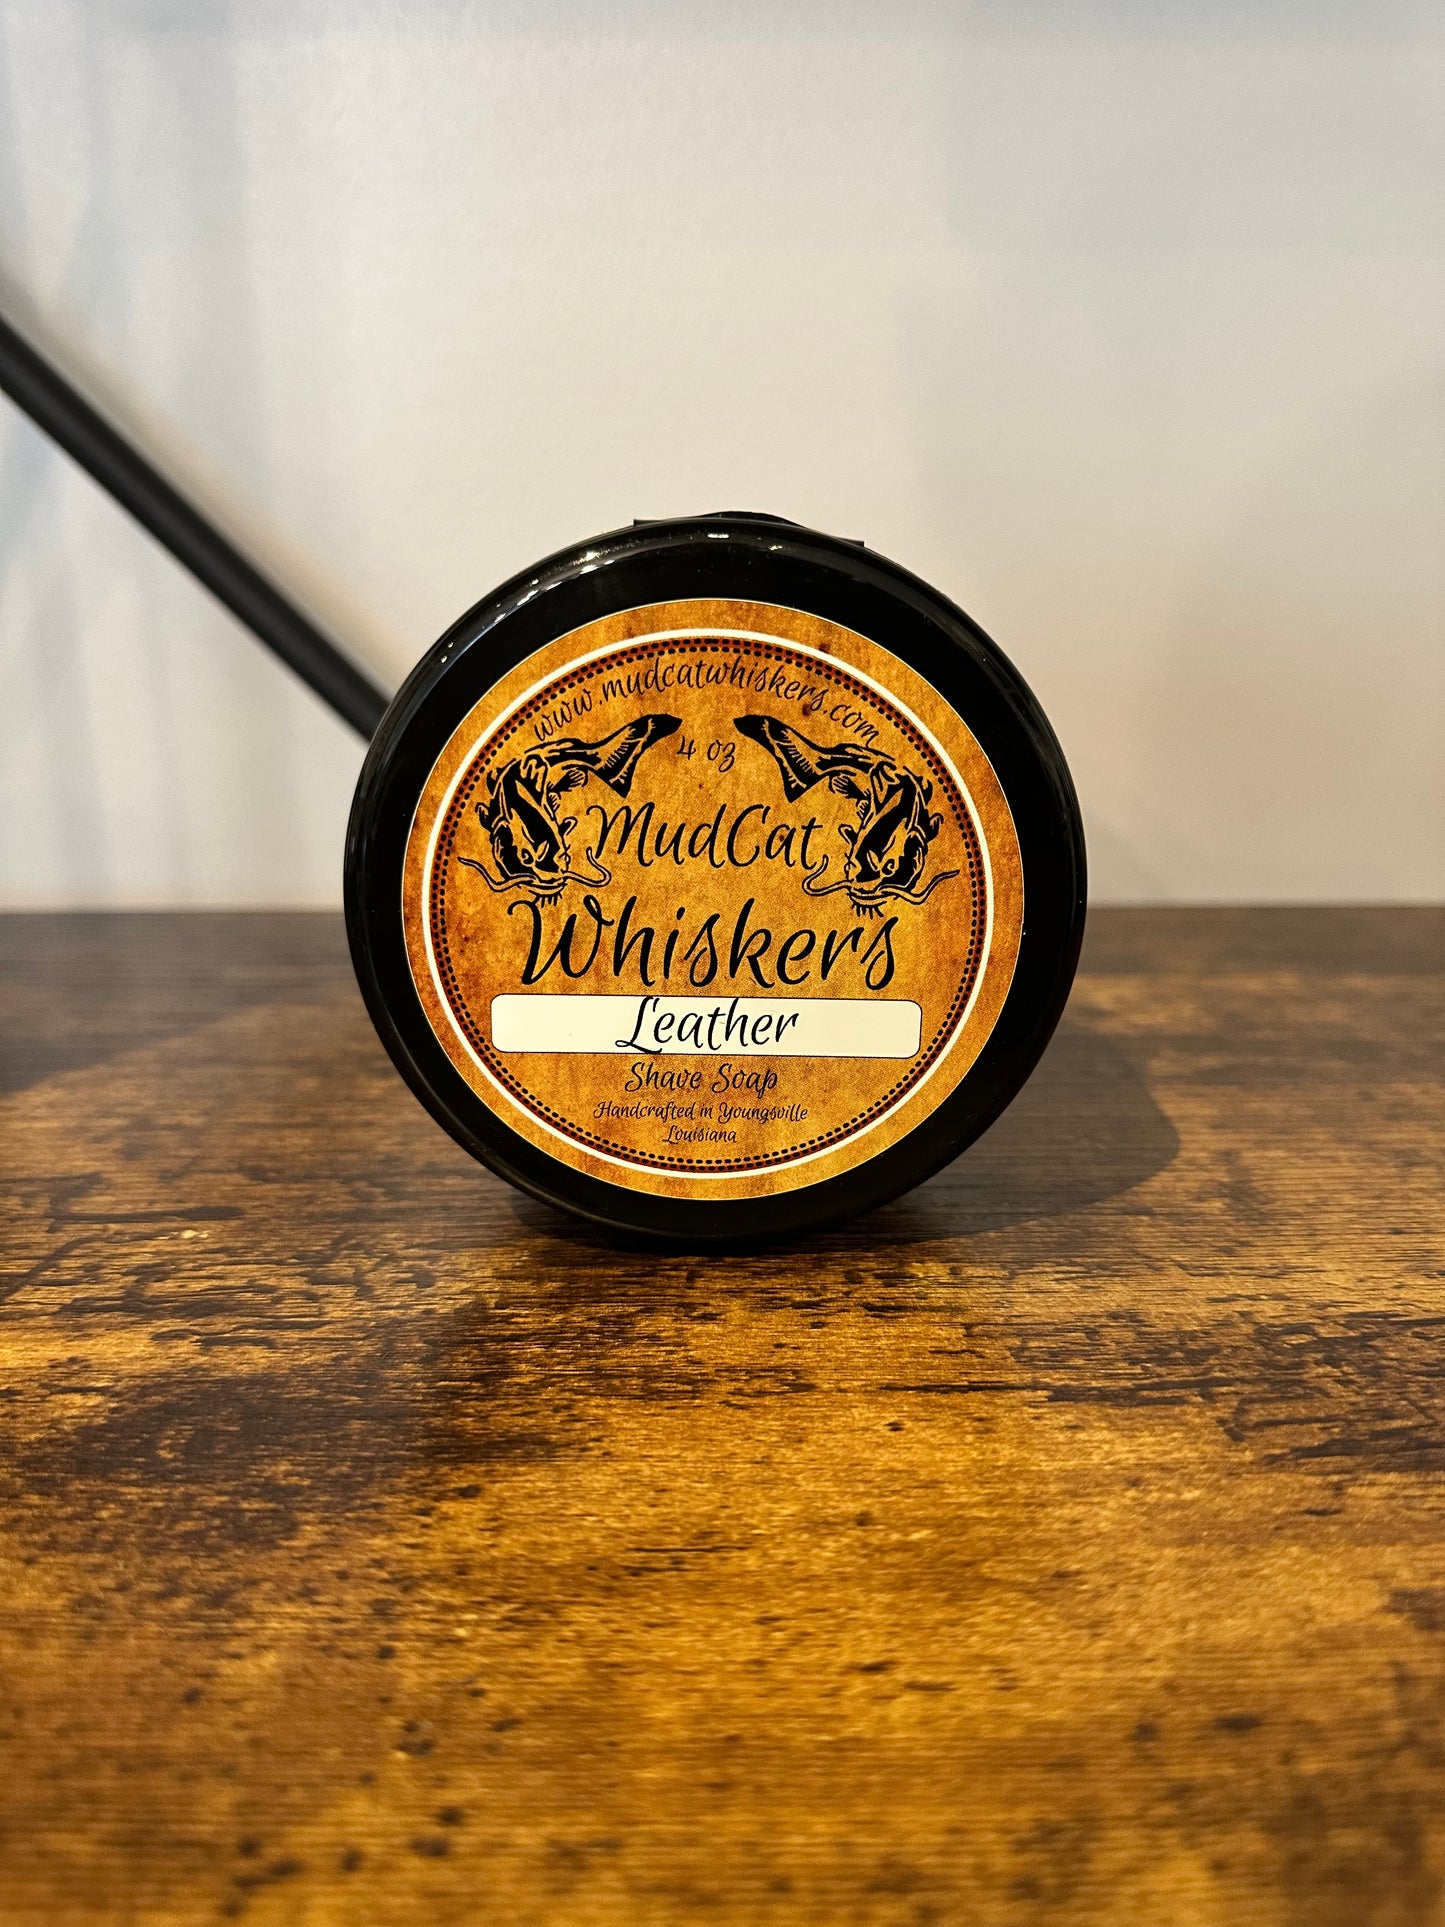 www.mudcatwhiskers.com
4 oz
MudCat
Whiskers
Leather
Shave Soap
Handcrafted in Youngsville
Louisiana